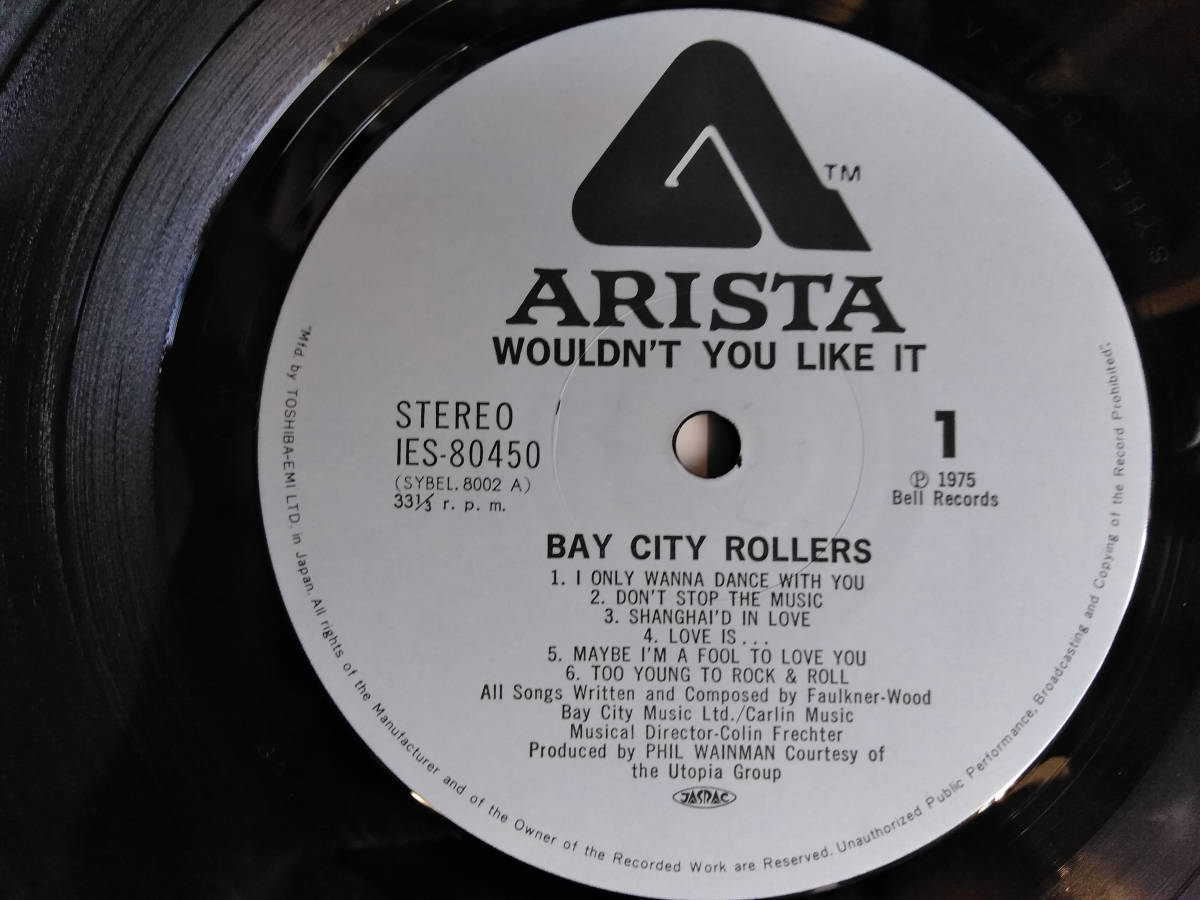 TM
ARISTA
WOULDN'T YOU LIKE IT
STEREO
IES-80450
(SYBEL. 8002 A)
33⅓ r. p. m.
1
Ⓟ 1975
Bell Records
BAY CITY ROLLERS
1. I ONLY WANNA DANCE WITH YOU
2. DON'T STOP THE MUSIC
3. SHANGHAI'D IN LOVE
4. LOVE IS...
5. MAYBE I'M A FOOL TO LOVE YOU
6. TOO YOUNG TO ROCK & ROLL
All Songs Written and Composed by Faulkner-Wood
Bay City Music Ltd./Carlin Music
Musical Director-Colin Frechter
Produced by PHIL WAINMAN Courtesy of
the Utopia Group
JASRAC
"Mfd. by TOSHIBA-EMI LTD. in Japan. All rights of the Manufacturer and of the Owner of the Recorded Work are Reserved. Unauthorized Public Performance, Broadcasting and Copying of the Record Prohibited".
SYBEL-8